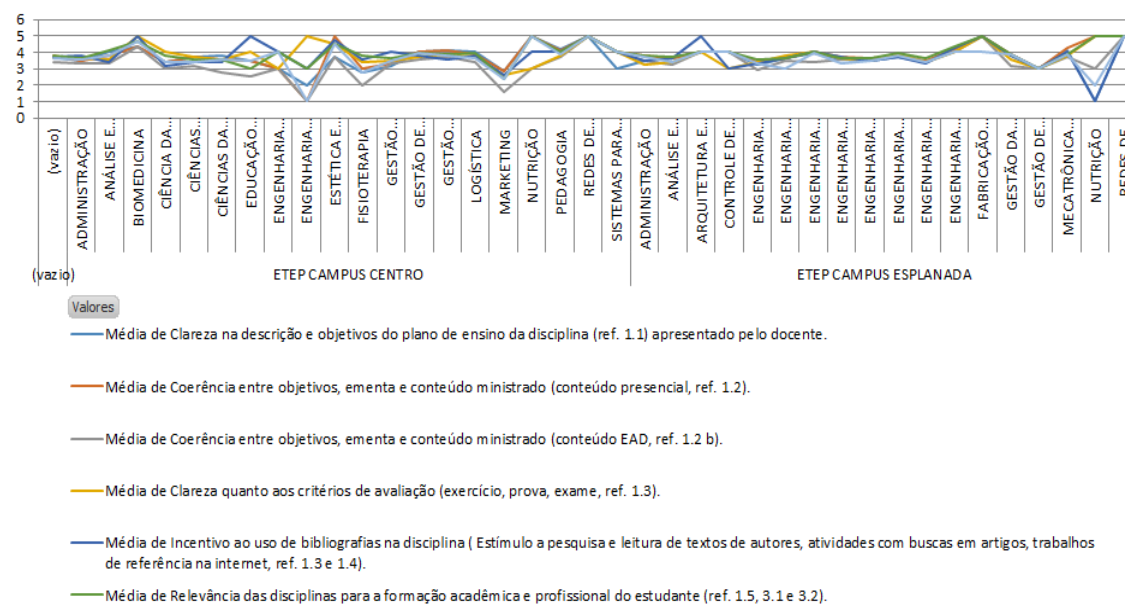 6
5
4
3
2
1
0
(vazio)
ADMINISTRAÇÃO
ANÁLISE E...
BIOMEDICINA
CIÊNCIA DA...
CIÊNCIAS...
CIÊNCIAS DA...
EDUCAÇÃO...
ENGENHARIA...
ENGENHARIA...
ESTÉTICA E...
FISIOTERAPIA
GESTÃO...
GESTÃO DE...
GESTÃO...
LOGÍSTICA
MARKETING
NUTRIÇÃO
PEDAGOGIA
REDES DE...
SISTEMAS PARA...
ADMINISTRAÇÃO
ANÁLISE E...
ARQUITETURA E...
CONTROLE DE...
ENGENHARIA...
ENGENHARIA...
ENGENHARIA...
ENGENHARIA...
ENGENHARIA...
ENGENHARIA...
ENGENHARIA...
ENGENHARIA...
FABRICAÇÃO...
GESTÃO DA...
GESTÃO DE...
MECATRÔNICA...
NUTRIÇÃO
REDES DE
(vazio)
ETEP CAMPUS CENTRO
ETEP CAMPUS ESPLANADA
Valores
Média de Clareza na descrição e objetivos do plano de ensino da disciplina (ref. 1.1) apresentado pelo docente.
Média de Coerência entre objetivos, ementa e conteúdo ministrado (conteúdo presencial, ref. 1.2).
Média de Coerência entre objetivos, ementa e conteúdo ministrado (conteúdo EAD, ref. 1.2 b).
Média de Clareza quanto aos critérios de avaliação (exercício, prova, exame, ref. 1.3).
Média de Incentivo ao uso de bibliografias na disciplina ( Estímulo a pesquisa e leitura de textos de autores, atividades com buscas em artigos, trabalhos
de referência na internet, ref. 1.3 e 1.4).
Média de Relevância das disciplinas para a formação acadêmica e profissional do estudante (ref. 1.5, 3.1 e 3.2).